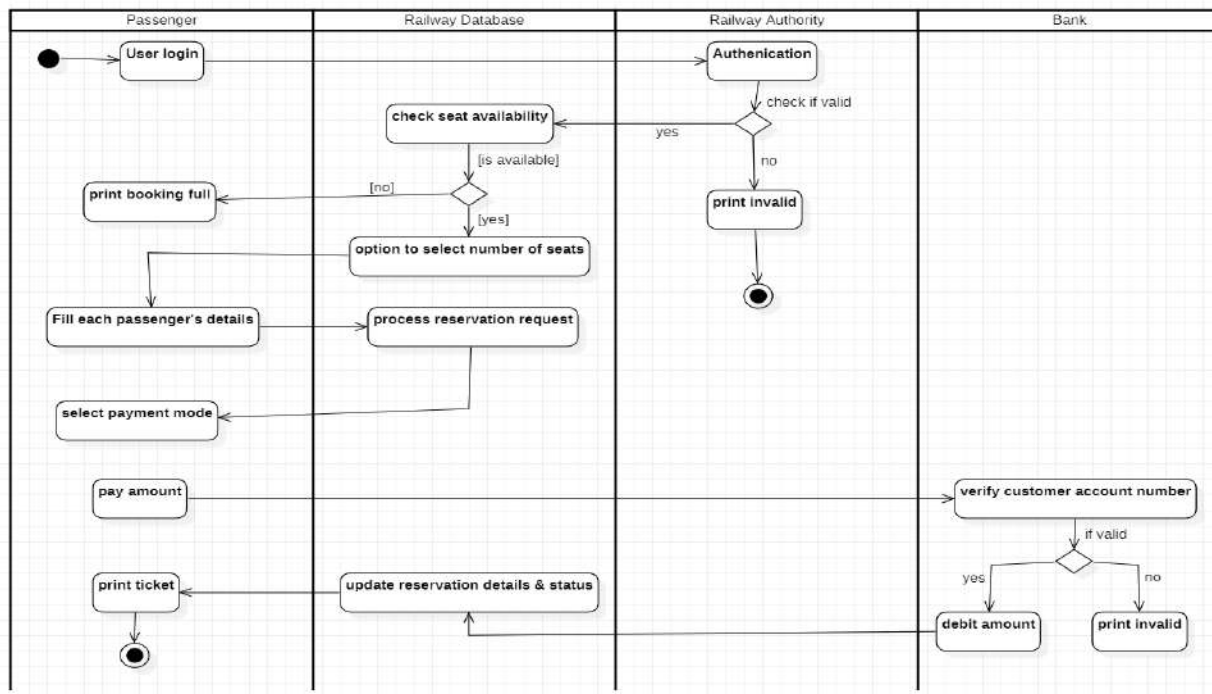 Passenger
Railway Database
Railway Authority
Bank
User login
Authenication
check if valid
check seat availability
yes
no
[is available]
[no]
print booking full
print invalid
[yes]
option to select number of seats
Fill each passenger's details
process reservation request
select payment mode
pay amount
verify customer account number
if valid
yes
no
print ticket
update reservation details & status
debit amount
print invalid